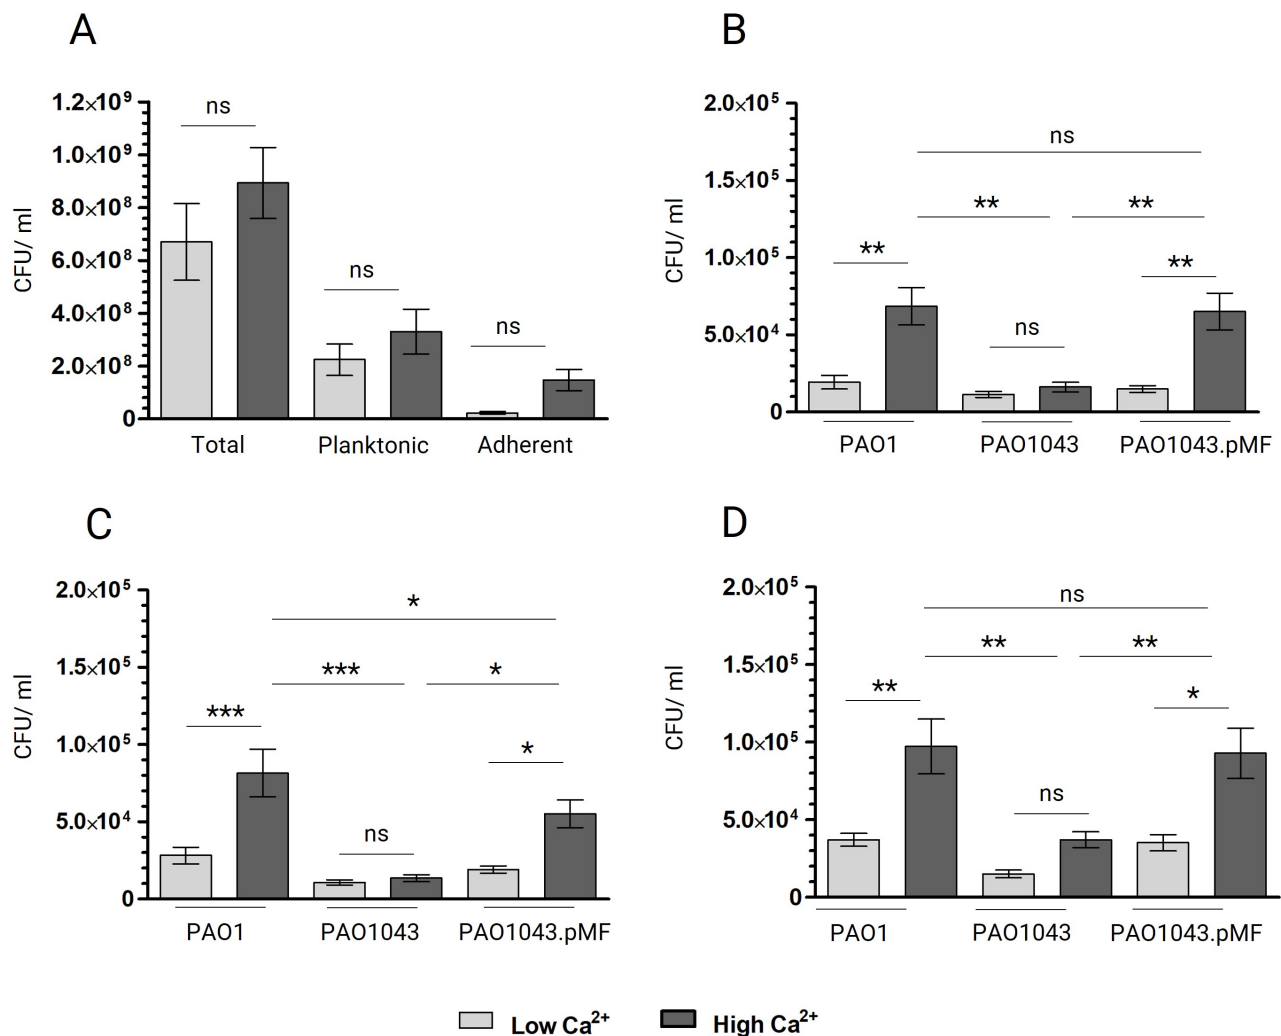 A
CFU/ ml
1.2×10⁹
1.0×10⁹
8.0×10⁸
6.0×10⁸
4.0×10⁸
2.0×10⁸
0
ns
ns
ns
Total
Planktonic
Adherent
B
CFU/ ml
2.0×10⁵
1.5×10⁵
1.0×10⁵
5.0×10⁴
0
ns
**
**
**
**
ns
PAO1
PAO1043
PAO1043.pMF
C
CFU/ ml
2.0×10⁵
1.5×10⁵
1.0×10⁵
5.0×10⁴
0
*
***
*
***
*
ns
PAO1
PAO1043
PAO1043.pMF
D
CFU/ ml
2.0×10⁵
1.5×10⁵
1.0×10⁵
5.0×10⁴
0
ns
**
**
**
*
ns
PAO1
PAO1043
PAO1043.pMF
Low Ca²⁺
High Ca²⁺